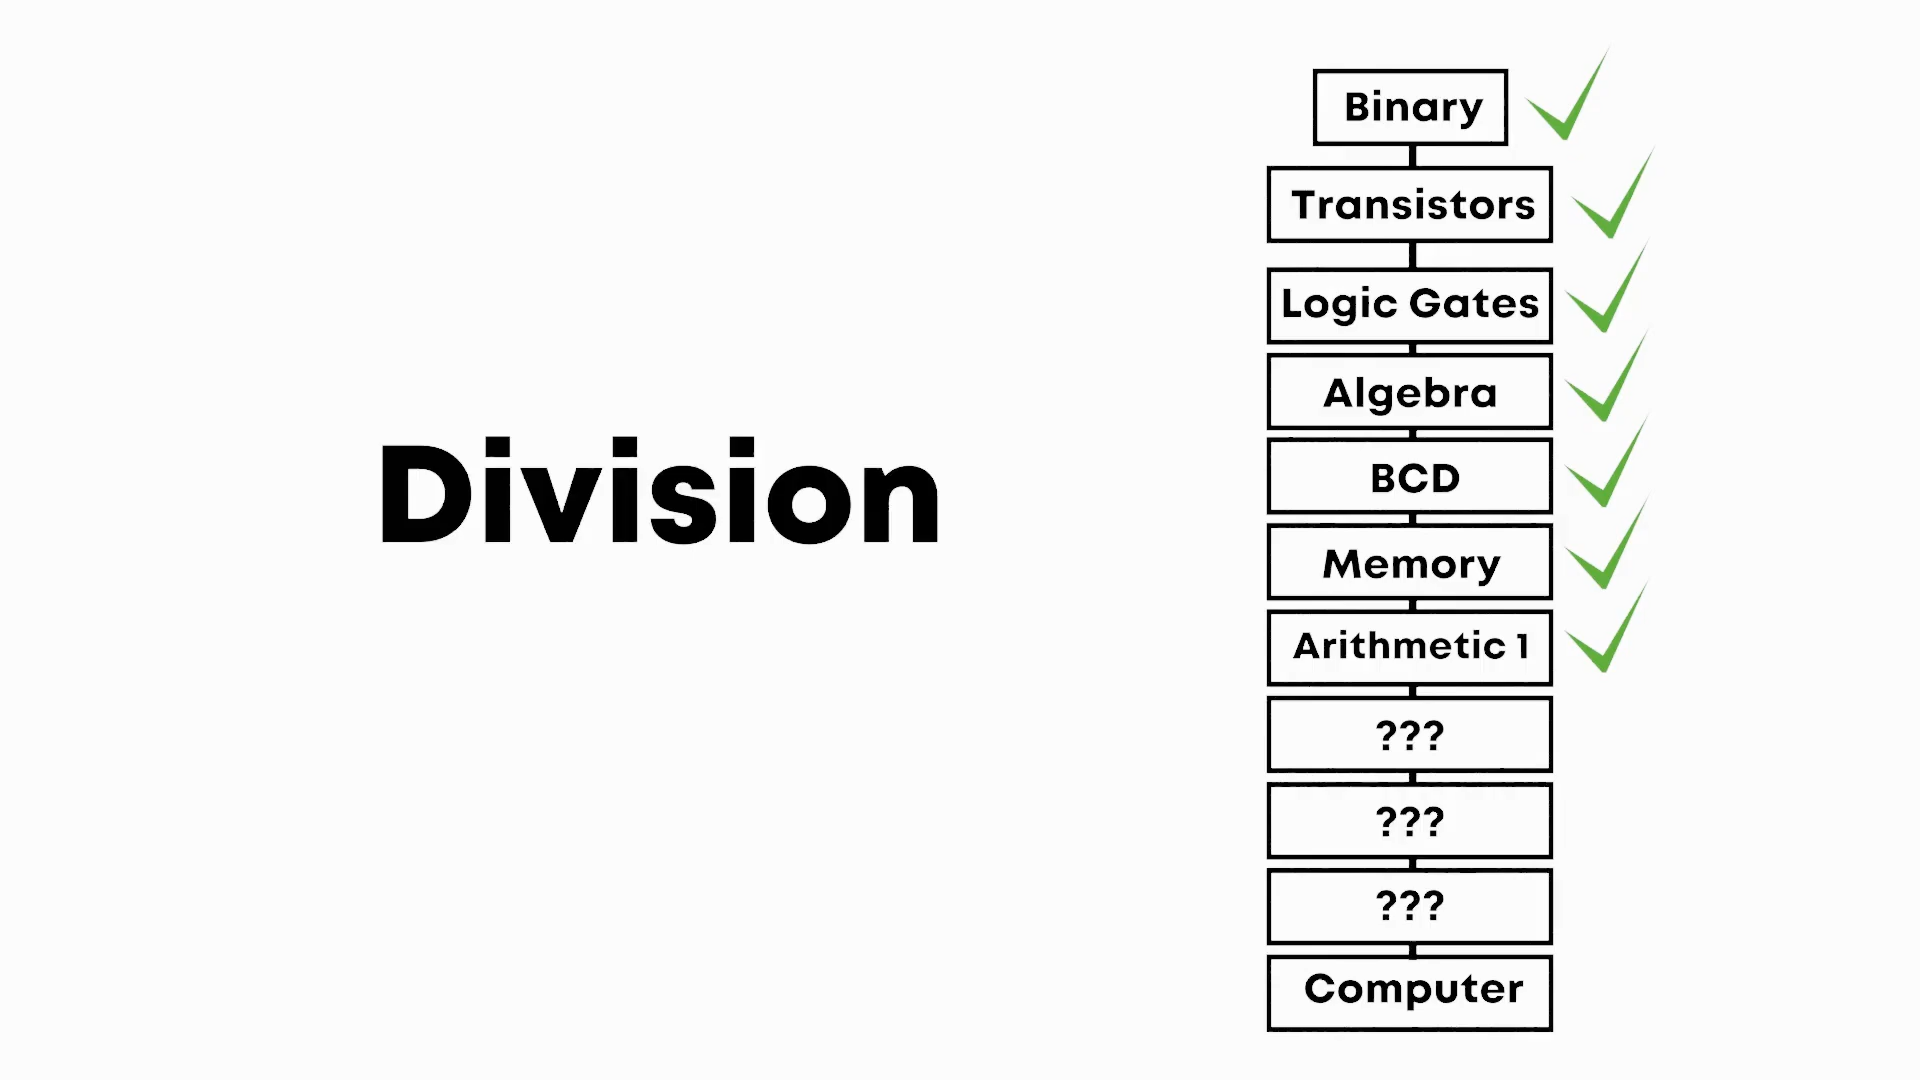 Division
Binary
Transistors
Logic Gates
Algebra
BCD
Memory
Arithmetic 1
???
???
???
Computer